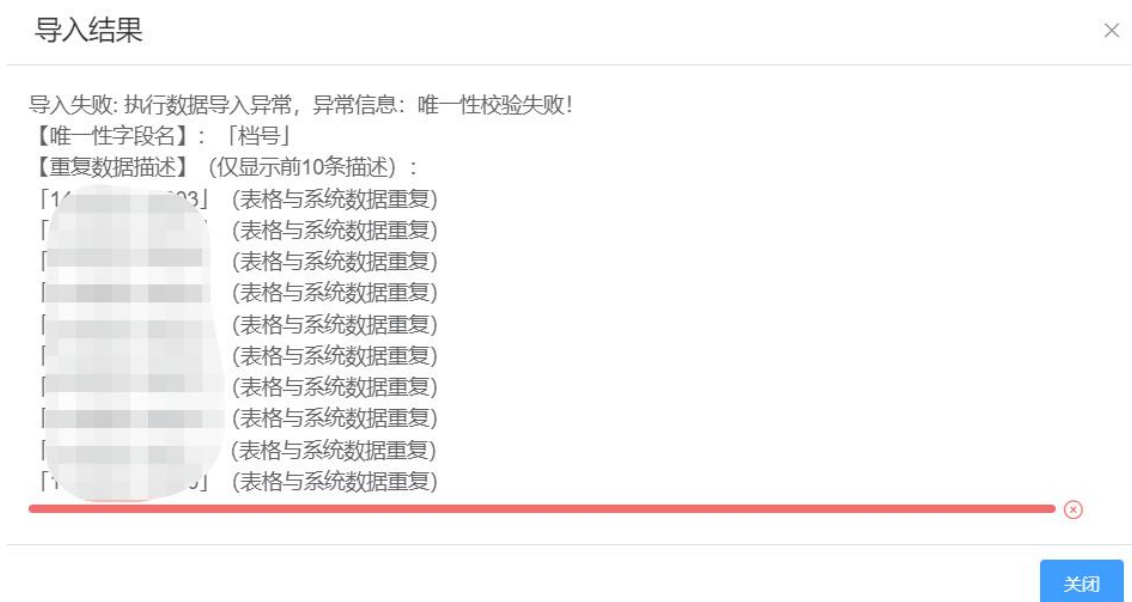 导入结果
导入失败: 执行数据导入异常，异常信息：唯一性校验失败！
【唯一性字段名】：「档号」
【重复数据描述】（仅显示前10条描述）：
「1 3」（表格与系统数据重复）
「 」（表格与系统数据重复）
「 （表格与系统数据重复）
「 （表格与系统数据重复）
「 （表格与系统数据重复）
「 （表格与系统数据重复）
「 （表格与系统数据重复）
「 （表格与系统数据重复）
「 （表格与系统数据重复）
「1 」（表格与系统数据重复）
关闭